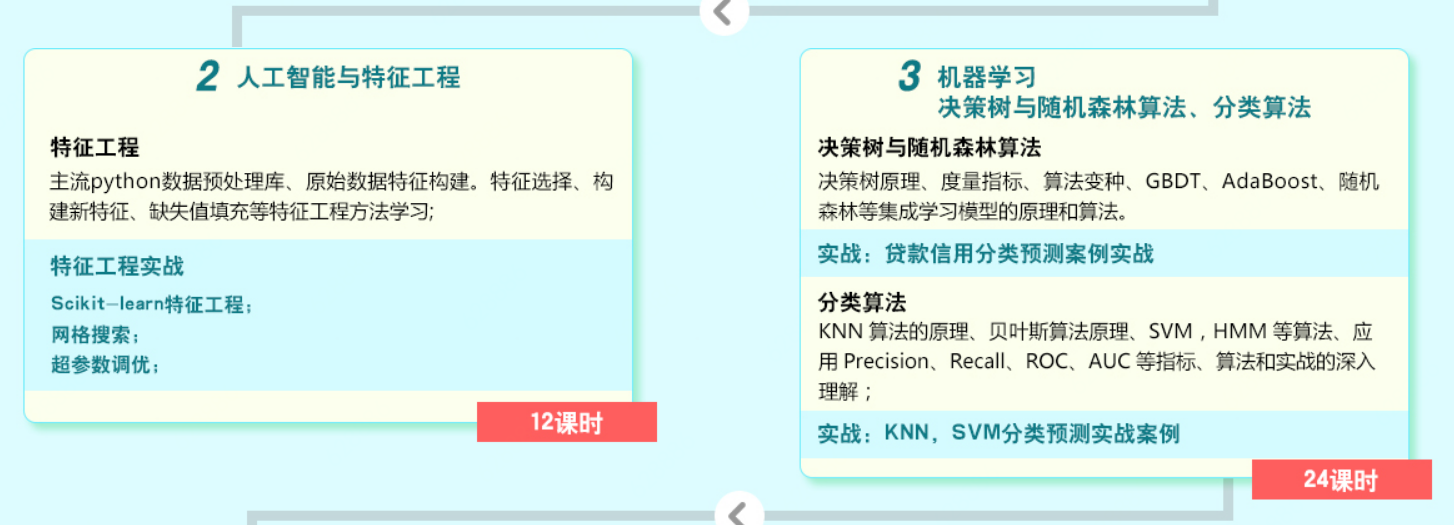 2 人工智能与特征工程
特征工程
主流python数据预处理库、原始数据特征构建。特征选择、构
建新特征、缺失值填充等特征工程方法学习;
特征工程实战
Scikit-learn特征工程;
网格搜索;
超参数调优;
12课时
3 机器学习
决策树与随机森林算法、分类算法
决策树与随机森林算法
决策树原理、度量指标、算法变种、GBDT、AdaBoost、随机
森林等集成学习模型的原理和算法。
实战：贷款信用分类预测案例实战
分类算法
KNN 算法的原理、贝叶斯算法原理、SVM , HMM 等算法、应
用 Precision、Recall、ROC、AUC 等指标、算法和实战的深入
理解；
实战：KNN，SVM分类预测实战案例
24课时